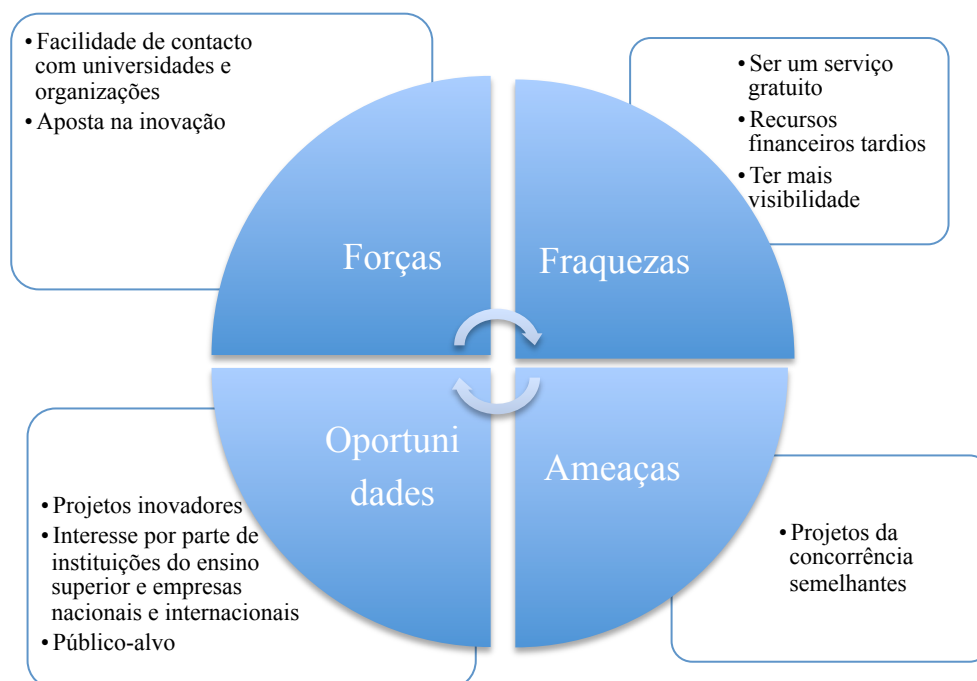 • Facilidade de contacto
com universidades e
organizações
• Aposta na inovação
• Ser um serviço
gratuito
• Recursos
financeiros tardios
• Ter mais
visibilidade
Forças
Fraquezas
Oportuni
dades
Ameaças
• Projetos inovadores
• Interesse por parte de
instituições do ensino
superior e empresas
nacionais e internacionais
• Público-alvo
• Projetos da
concorrência
semelhantes